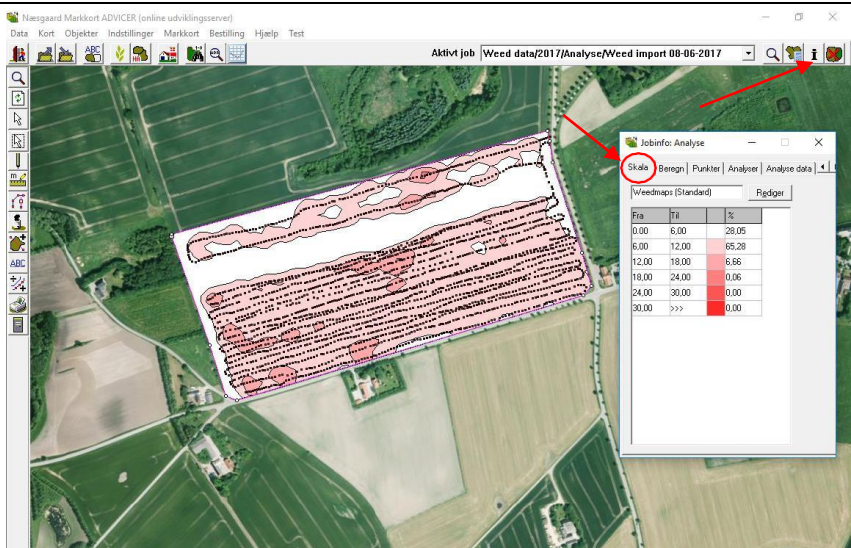 Næsgaard Markkort ADVICER (online udviklingsserver)
Data Kort Objekter Indstillinger Markkort Bestilling Hjælp Test
ABC
Aktivt job Weed data/2017/Analyse/Weed import 08-06-2017
i
m
ABC
Jobinfo: Analyse
Skala Beregn Punkter Analyser Analyse data
Weedmaps (Standard) Rediger
Fra Til %
0.00 6,00 28,05
6,00 12,00 65,28
12,00 18,00 6,66
18,00 24,00 0,06
24,00 30,00 0,00
30,00 >>> 0,00